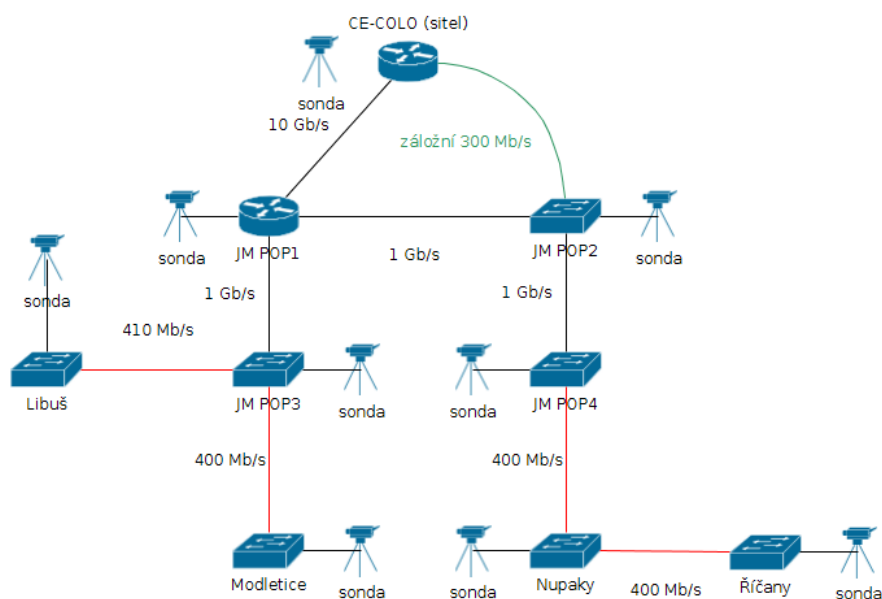 CE-COLO (sitel)
sonda
10 Gb/s
záložní 300 Mb/s
sonda
JM POP1
1 Gb/s
JM POP2
sonda
sonda
1 Gb/s
1 Gb/s
410 Mb/s
Libuš
JM POP3
sonda
sonda
JM POP4
400 Mb/s
400 Mb/s
Modletice
sonda
sonda
Nupaky
400 Mb/s
Říčany
sonda